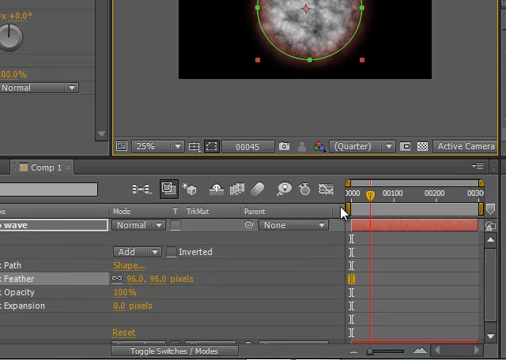 x +0.0°
00.0%
Normal
25%
00045
(Quarter)
Active Camera
Comp 1
0000 00100 00200 0030
Mode T TrkMat Parent
wave Normal None
Add Inverted
Path Shape...
Feather 96.0, 96.0 pixels
Opacity 100%
Expansion 0.0 pixels
Reset
Toggle Switches / Modes